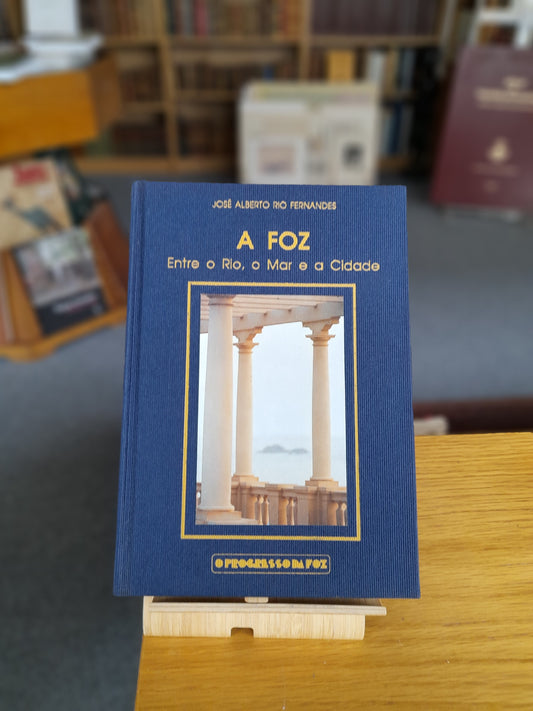 JOSÉ ALBERTO RIO FERNANDES
A FOZ
Entre o Rio, o Mar e a Cidade
O PROGRESSO DA FOZ